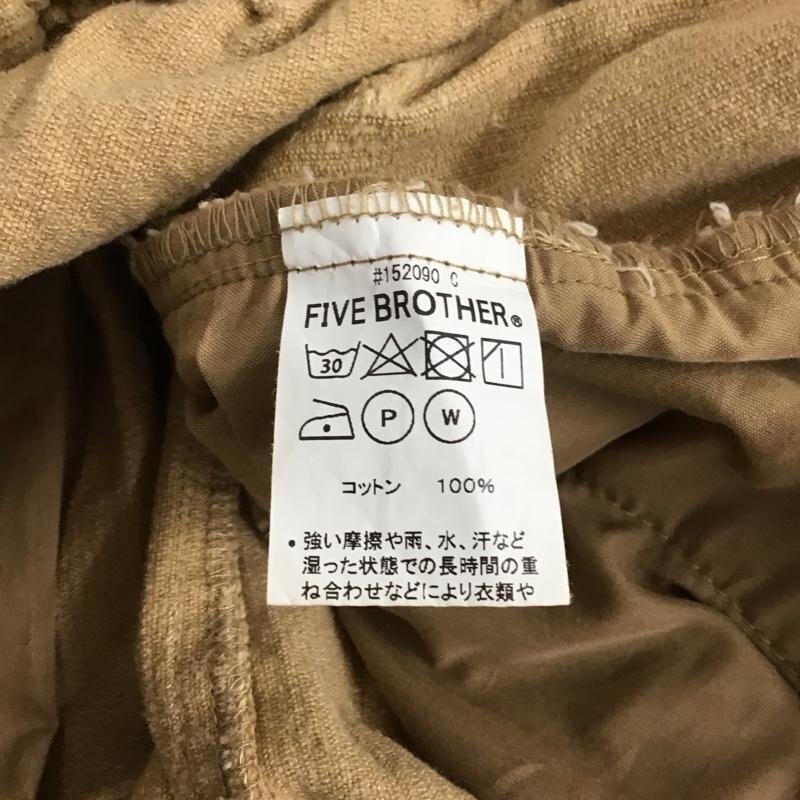 #152090 C
FIVE BROTHER®
30
P W
コットン 100%
•強い摩擦や雨、水、汗など
湿った状態での長時間の重
ね合わせなどにより衣類や